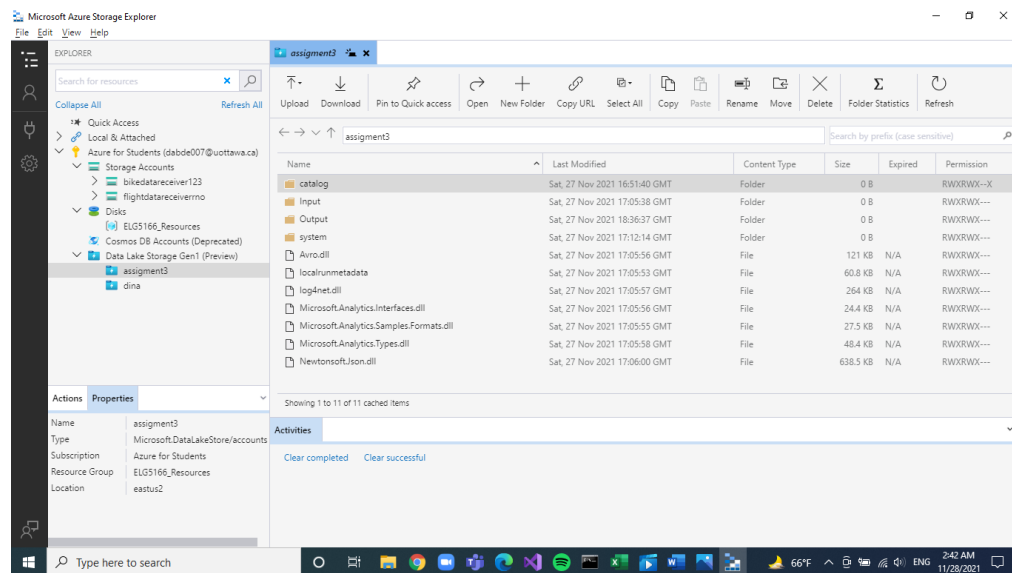 Microsoft Azure Storage Explorer
File Edit View Help
EXPLORER
Search for resources
Collapse All Refresh All
Quick Access
Local & Attached
Azure for Students (dabde007@uottawa.ca)
Storage Accounts
bikedatareceiver123
flightdatareceiverrno
Disks
ELG5166_Resources
Cosmos DB Accounts (Deprecated)
Data Lake Storage Gen1 (Preview)
assigment3
dina
Actions Properties
Name assigment3
Type Microsoft.DataLakeStore/accounts
Subscription Azure for Students
Resource Group ELG5166_Resources
Location eastus2
assigment3
Upload Download Pin to Quick access Open New Folder Copy URL Select All Copy Paste Rename Move Delete Folder Statistics Refresh
assigment3 Search by prefix (case sensitive)
Name Last Modified Content Type Size Expired Permission
catalog Sat, 27 Nov 2021 16:51:40 GMT Folder 0 B RWXRWX--X
Input Sat, 27 Nov 2021 17:05:38 GMT Folder 0 B RWXRWX---
Output Sat, 27 Nov 2021 18:36:37 GMT Folder 0 B RWXRWX---
system Sat, 27 Nov 2021 17:12:14 GMT Folder 0 B RWXRWX---
Avro.dll Sat, 27 Nov 2021 17:05:56 GMT File 121 KB N/A RWXRWX---
localrunmetadata Sat, 27 Nov 2021 17:05:53 GMT File 60.8 KB N/A RWXRWX---
log4net.dll Sat, 27 Nov 2021 17:05:57 GMT File 264 KB N/A RWXRWX---
Microsoft.Analytics.Interfaces.dll Sat, 27 Nov 2021 17:05:56 GMT File 24.4 KB N/A RWXRWX---
Microsoft.Analytics.Samples.Formats.dll Sat, 27 Nov 2021 17:05:55 GMT File 27.5 KB N/A RWXRWX---
Microsoft.Analytics.Types.dll Sat, 27 Nov 2021 17:05:58 GMT File 48.4 KB N/A RWXRWX---
Newtonsoft.Json.dll Sat, 27 Nov 2021 17:06:00 GMT File 638.5 KB N/A RWXRWX---
Showing 1 to 11 of 11 cached items
Activities
Clear completed Clear successful
Type here to search
66°F ENG 2:42 AM
11/28/2021